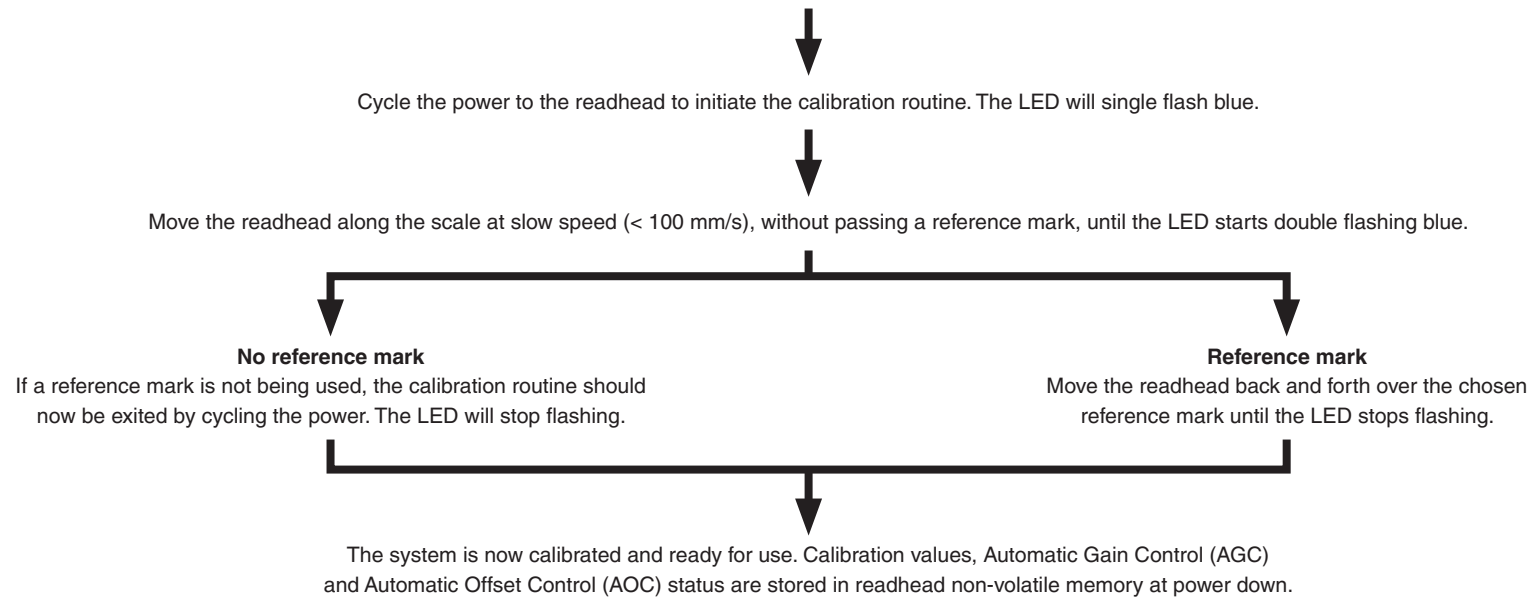 Cycle the power to the readhead to initiate the calibration routine. The LED will single flash blue.
Move the readhead along the scale at slow speed (< 100 mm/s), without passing a reference mark, until the LED starts double flashing blue.
No reference mark
If a reference mark is not being used, the calibration routine should
now be exited by cycling the power. The LED will stop flashing.
Reference mark
Move the readhead back and forth over the chosen
reference mark until the LED stops flashing.
The system is now calibrated and ready for use. Calibration values, Automatic Gain Control (AGC)
and Automatic Offset Control (AOC) status are stored in readhead non-volatile memory at power down.